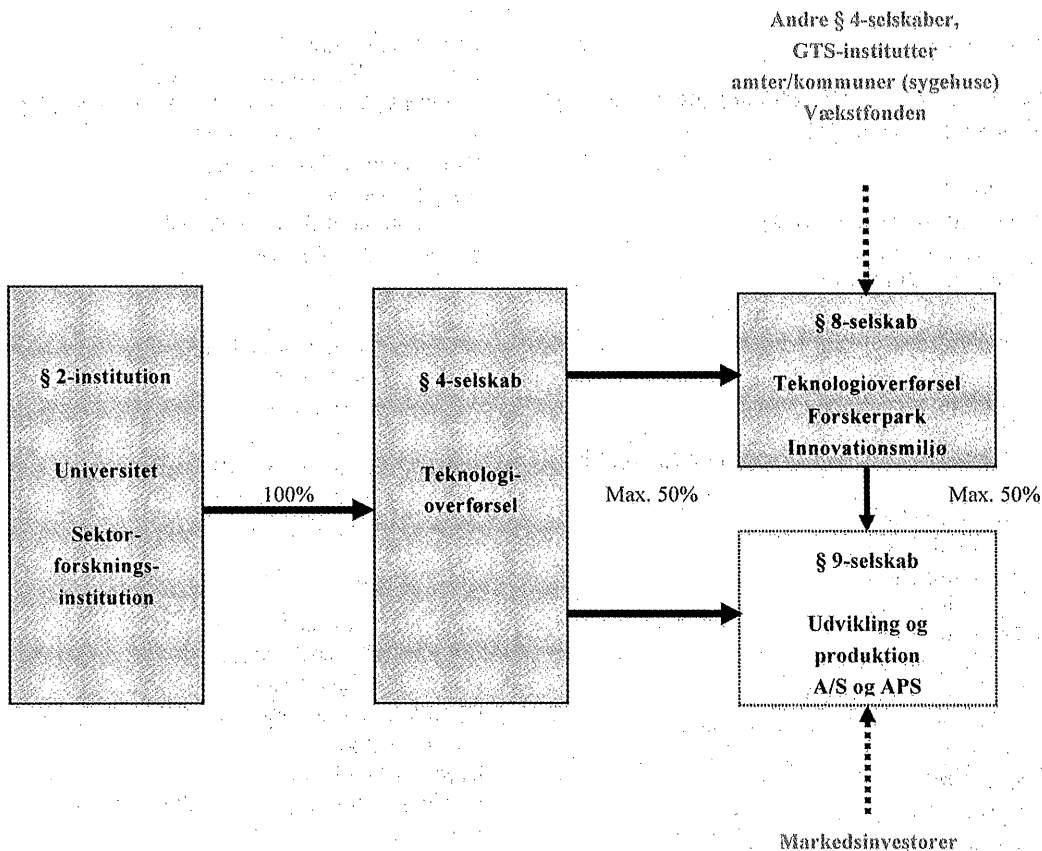 Andre § 4-selskaber,
GTS-institutter
amter/kommuner (sygehuse)
Vækstfonden
§ 2-institution
Universitet
Sektor-
forsknings-
institution
100%
§ 4-selskab
Teknologi-
overførsel
Max. 50%
§ 8-selskab
Teknologioverførsel
Forskerpark
Innovationsmiljø
Max. 50%
§ 9-selskab
Udvikling og
produktion
A/S og APS
Markedsinvestorer